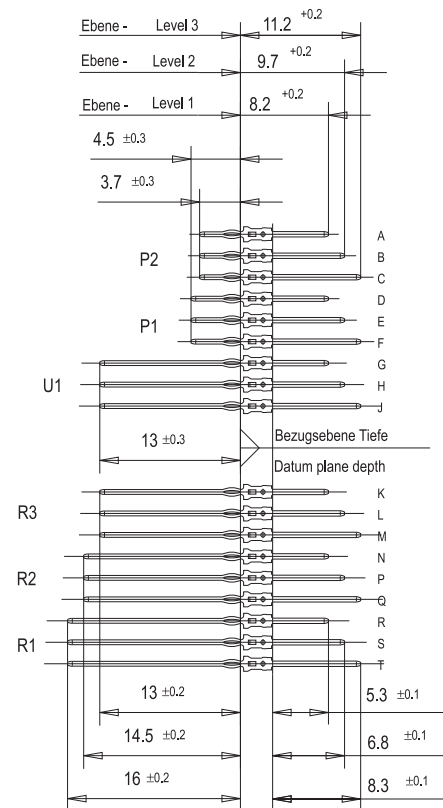 Ebene - Level 3 11.2 +0.2
Ebene - Level 2 9.7 +0.2
Ebene - Level 1 8.2 +0.2
4.5 ±0.3
3.7 ±0.3
A
P2 B
C
D
P1 E
F
G
U1 H
J
13 ±0.3 Bezugsebene Tiefe
Datum plane depth
K
R3 L
M
N
R2 P
Q
R
R1 S
T
13 ±0.2 5.3 ±0.1
14.5 ±0.2 6.8 ±0.1
16 ±0.2 8.3 ±0.1